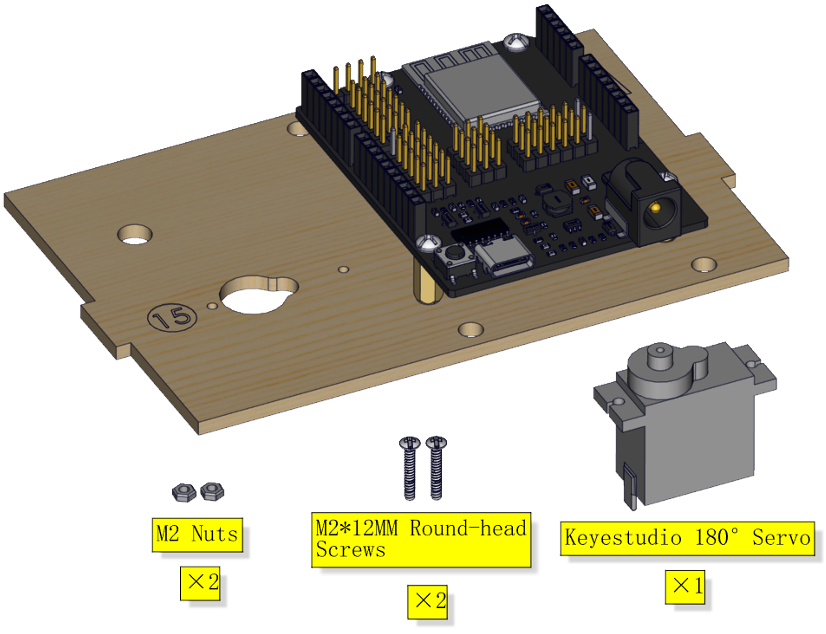 15
M2 Nuts
×2
M2*12MM Round-head
Screws
×2
Keyestudio 180° Servo
×1